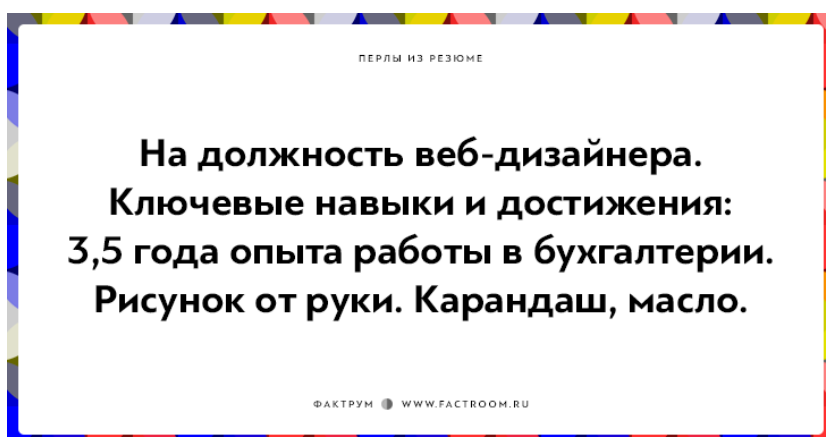 ПЕРЛЫ ИЗ РЕЗЮМЕ
На должность веб-дизайнера.
Ключевые навыки и достижения:
3,5 года опыта работы в бухгалтерии.
Рисунок от руки. Карандаш, масло.
ФАКТРУМ WWW.FACTROOM.RU